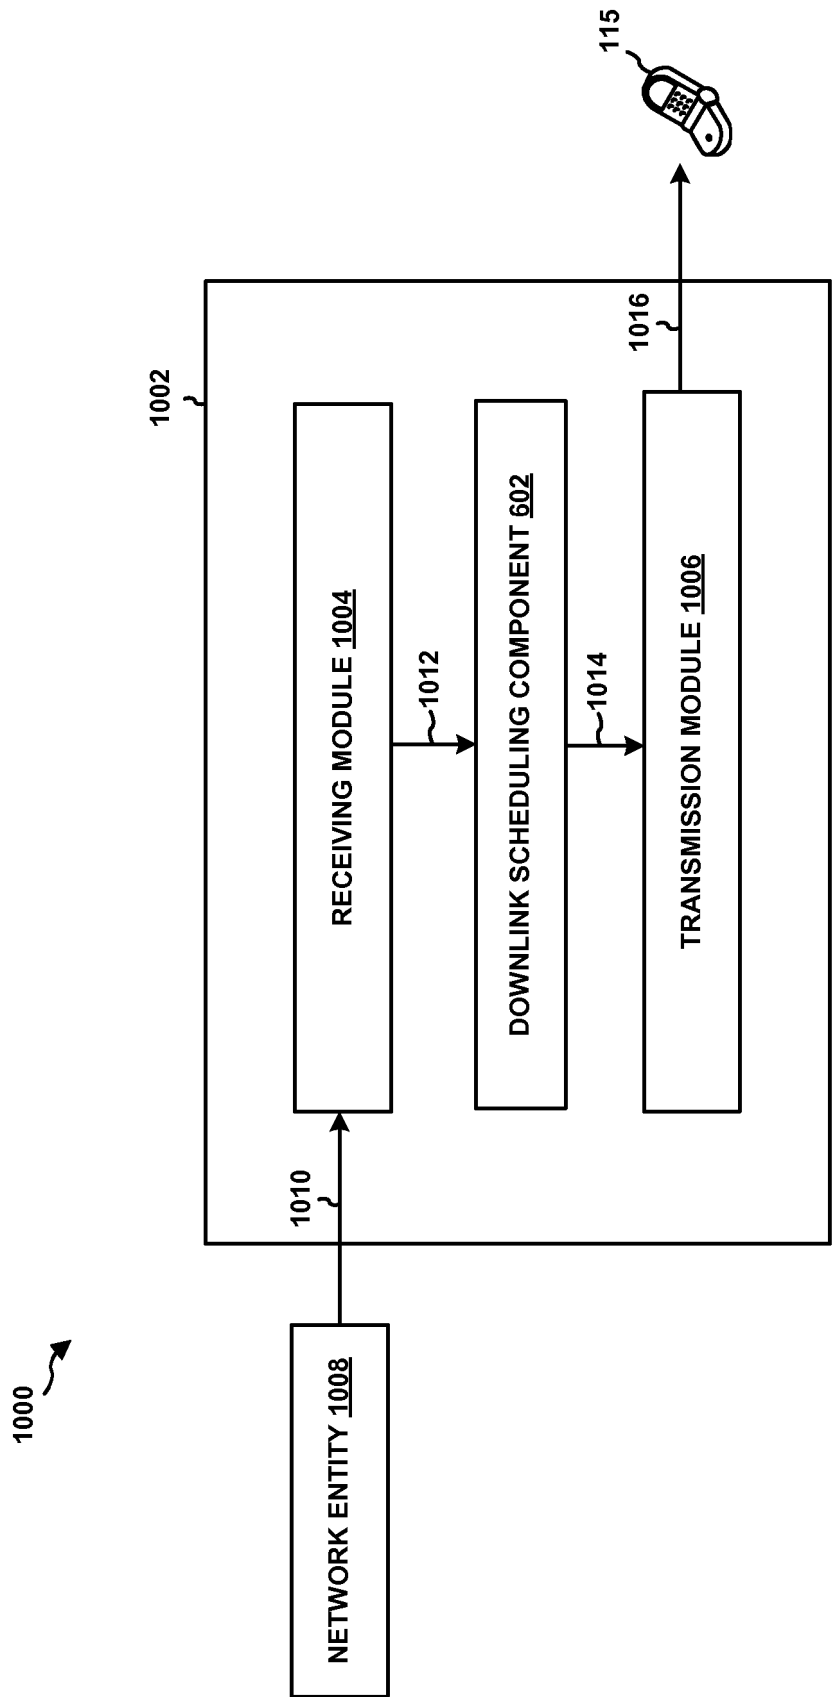 1000
NETWORK ENTITY 1008
1010
1002
RECEIVING MODULE 1004
1012
DOWNLINK SCHEDULING COMPONENT 602
1014
TRANSMISSION MODULE 1006
1016
115